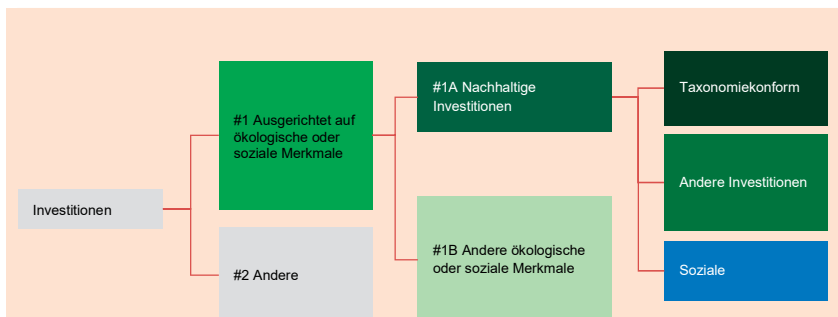 Investitionen
#1 Ausgerichtet auf
ökologische oder
soziale Merkmale
#2 Andere
#1A Nachhaltige
Investitionen
#1B Andere ökologische
oder soziale Merkmale
Taxonomiekonform
Andere Investitionen
Soziale